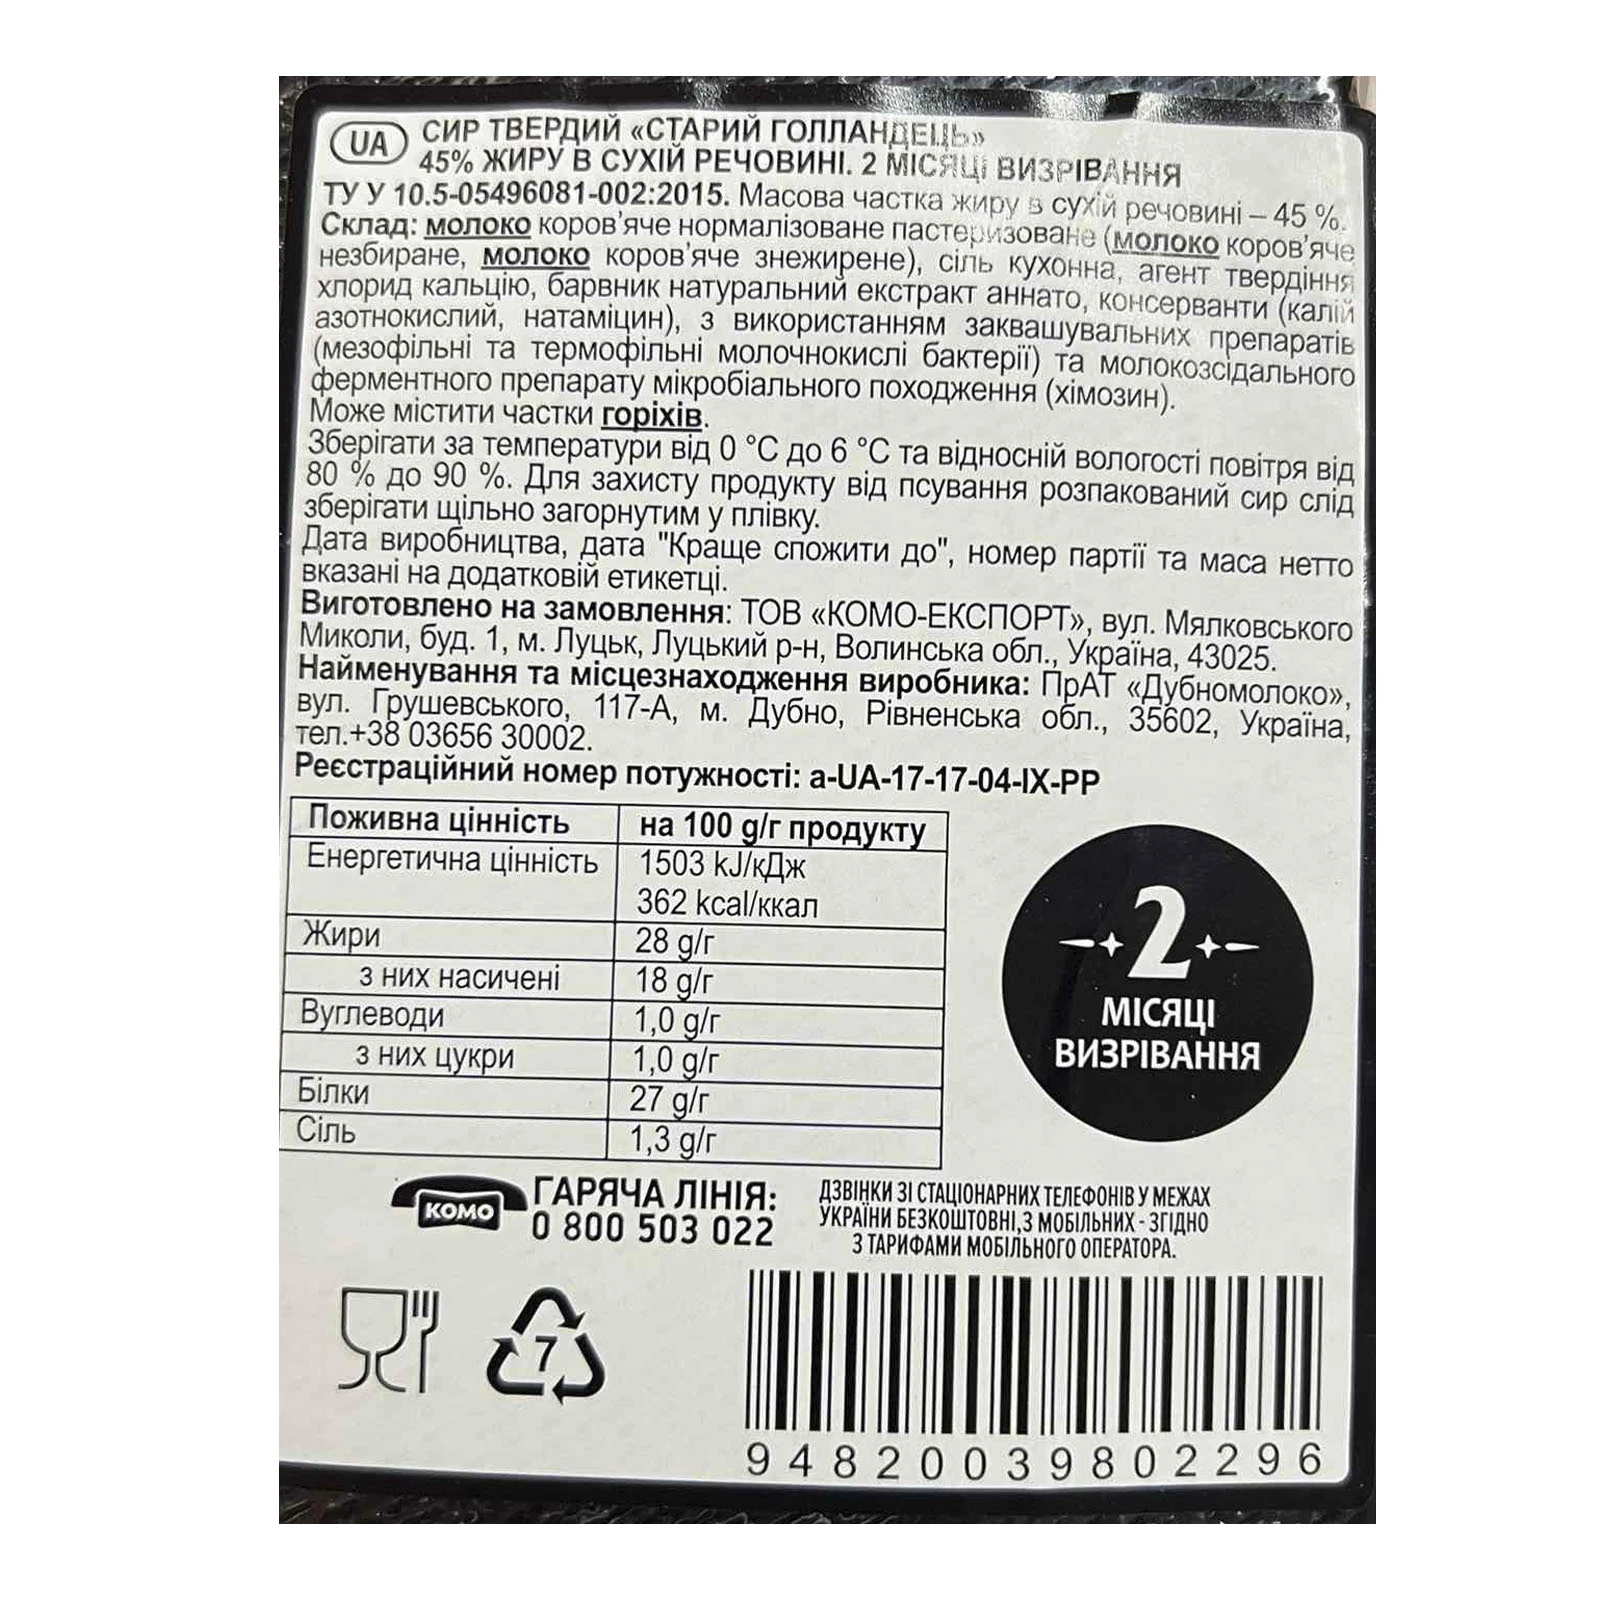 UA СИР ТВЕРДИЙ «СТАРИЙ ГОЛЛАНДЕЦЬ»
45% ЖИРУ В СУХІЙ РЕЧОВИНІ. 2 МІСЯЦІ ВИЗРІВАННЯ
ТУ У 10.5-05496081-002:2015. Масова частка жиру в сухій речовині – 45 %.
Склад: молоко коров'яче нормалізоване пастеризоване (молоко коров'яче
незбиране, молоко коров'яче знежирене), сіль кухонна, агент твердіння
хлорид кальцію, барвник натуральний екстракт аннато, консерванти (калій
азотнокислий, натаміцин), з використанням заквашувальних препаратів
(мезофільні та термофільні молочнокислі бактерії) та молокозсідального
ферментного препарату мікробіального походження (хімозин).
Може містити частки горіхів.
Зберігати за температури від 0 °С до 6 °С та відносній вологості повітря від
80 % до 90 %. Для захисту продукту від псування розпакований сир слід
зберігати щільно загорнутим у плівку.
Дата виробництва, дата "Краще спожити до", номер партії та маса нетто
вказані на додатковій етикетці.
Виготовлено на замовлення: ТОВ «КОМО-ЕКСПОРТ», вул. Мялковського
Миколи, буд. 1, м. Луцьк, Луцький р-н, Волинська обл., Україна, 43025.
Найменування та місцезнаходження виробника: ПрАТ «Дубномолоко»,
вул. Грушевського, 117-А, м. Дубно, Рівненська обл., 35602, Україна,
тел.+38 03656 30002.
Реєстраційний номер потужності: a-UA-17-17-04-IX-PP
Поживна цінність на 100 g/г продукту
Енергетична цінність 1503 kJ/кДж
362 kcal/ккал
Жири 28 g/г
з них насичені 18 g/г
Вуглеводи 1,0 g/г
з них цукри 1,0 g/г
Білки 27 g/г
Сіль 1,3 g/г
2
МІСЯЦІ
ВИЗРІВАННЯ
КОМО
ГАРЯЧА ЛІНІЯ:
0 800 503 022
ДЗВІНКИ ЗІ СТАЦІОНАРНИХ ТЕЛЕФОНІВ У МЕЖАХ
УКРАЇНИ БЕЗКОШТОВНІ,З МОБІЛЬНИХ - ЗГІДНО
З ТАРИФАМИ МОБІЛЬНОГО ОПЕРАТОРА.
7
94820039802296